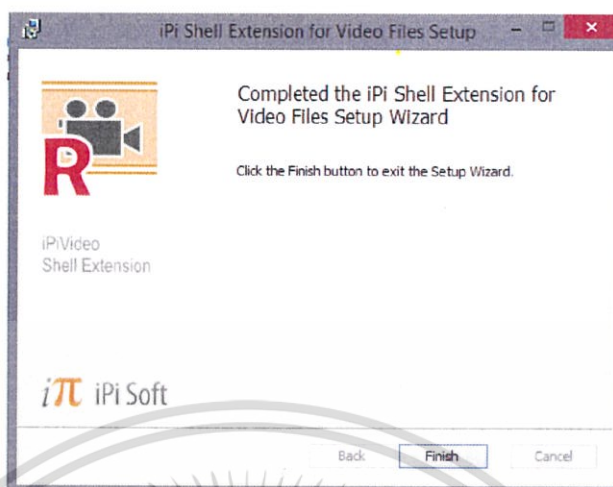 iPi Shell Extension for Video Files Setup
Completed the iPi Shell Extension for
Video Files Setup Wizard
Click the Finish button to exit the Setup Wizard.
R
iPiVideo
Shell Extension
iπ iPi Soft
Back Finish Cancel